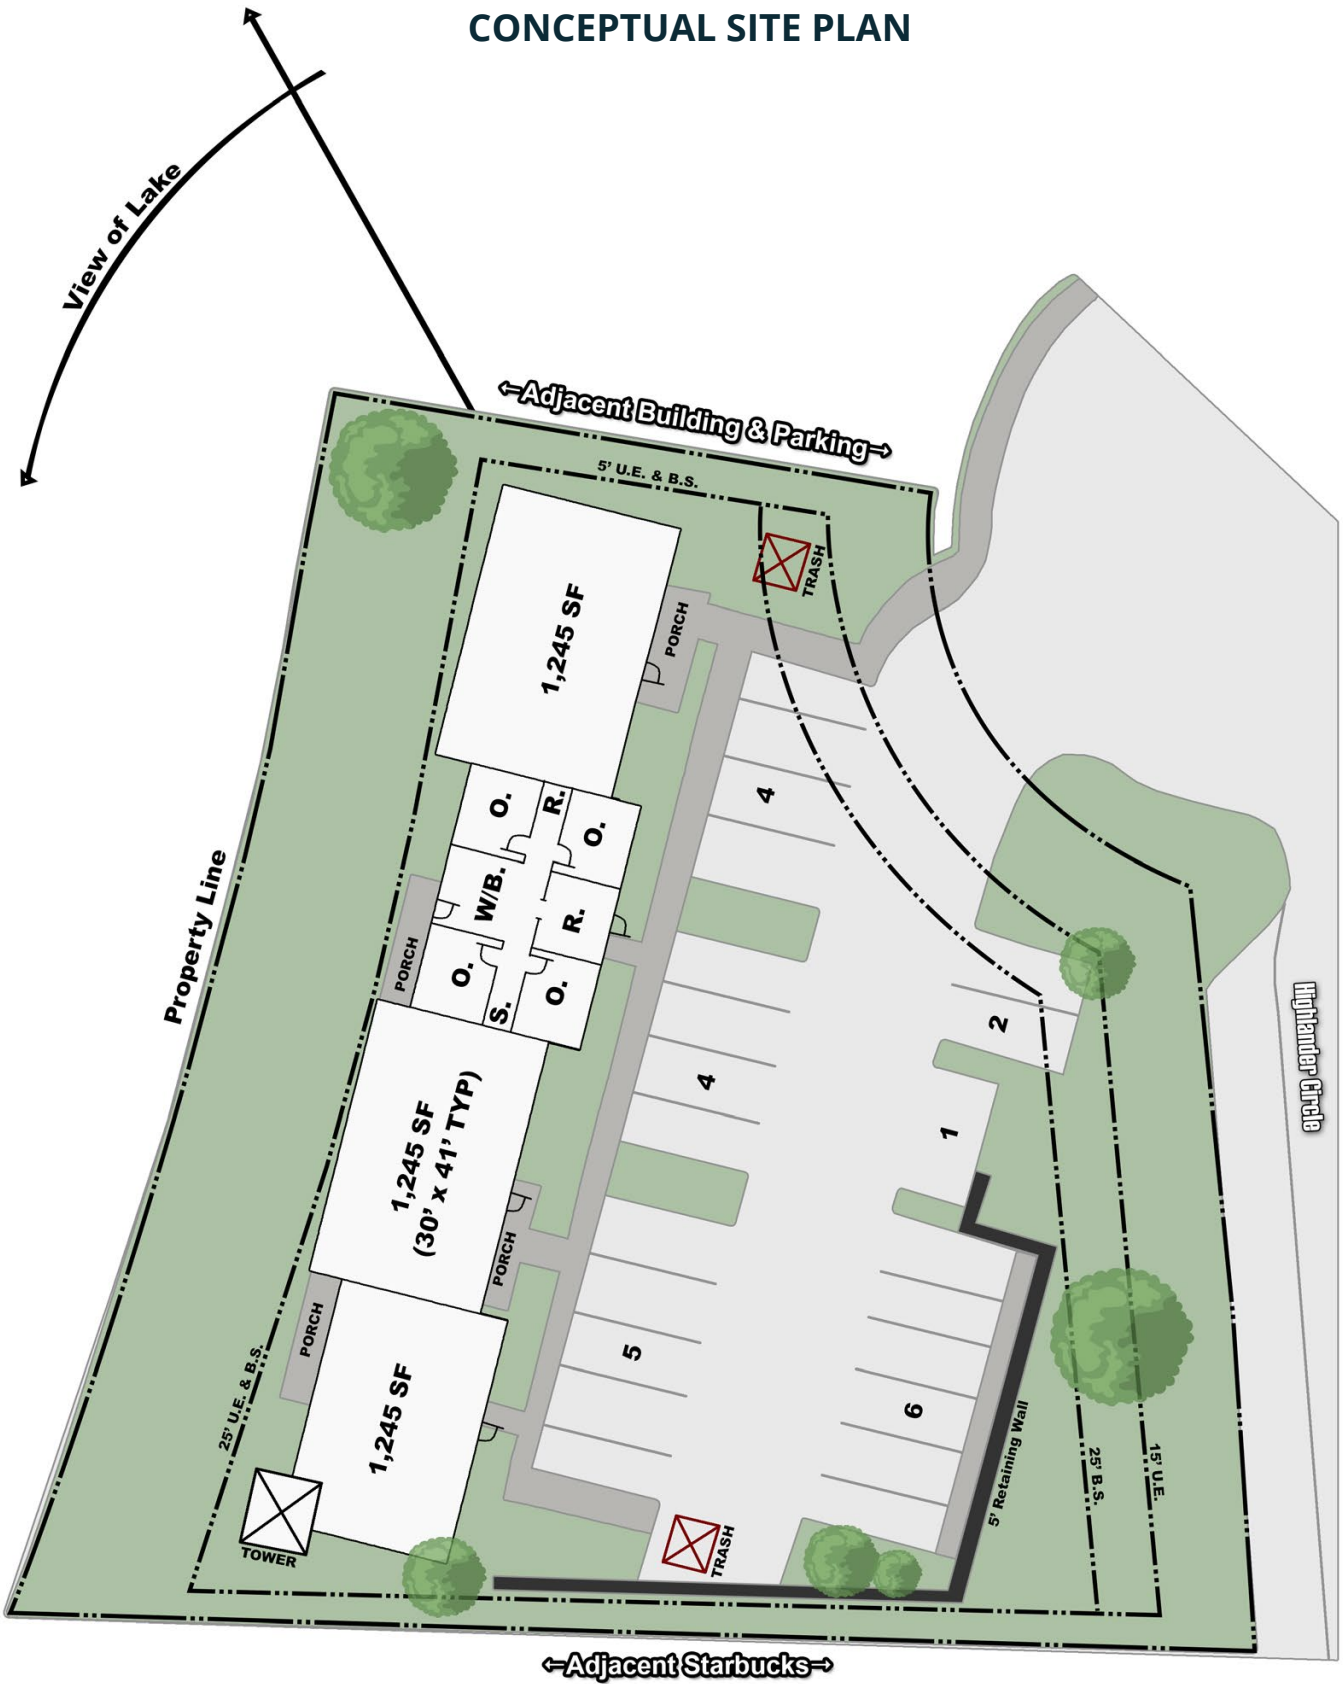 CONCEPTUAL SITE PLAN
View of Lake
←Adjacent Building & Parking→
5' U.E. & B.S.
TRASH
1,245 SF
PORCH
4
O.
R.
O.
W/B.
R.
PORCH
O.
S.
O.
Property Line
2
Highlander Circle
4
1
1,245 SF
(30' x 41' TYP)
PORCH
PORCH
5
6
25' U.E. & B.S.
1,245 SF
5' Retaining Wall
25' B.S.
15' U.E.
TOWER
TRASH
←Adjacent Starbucks→